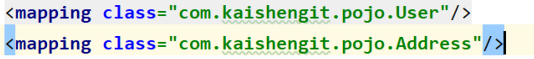 <mapping class="com.kaishengit.pojo.User"/>
<mapping class="com.kaishengit.pojo.Address"/>